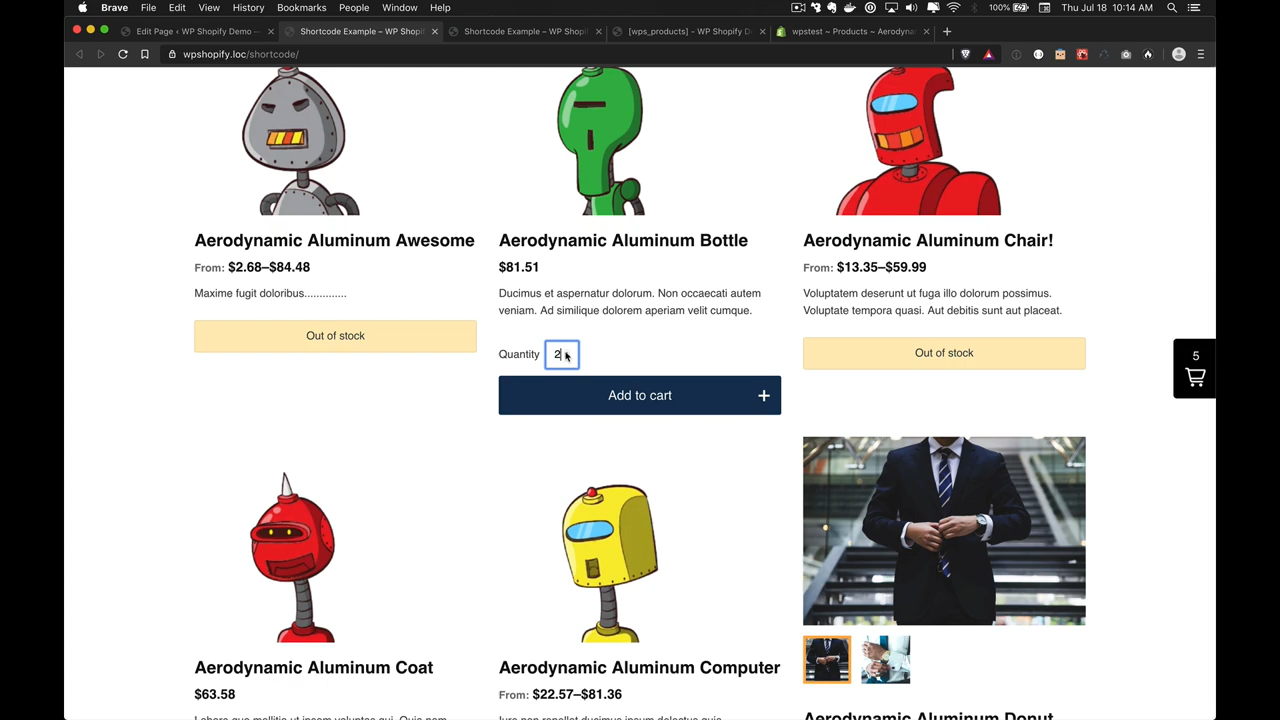 Brave File Edit View History Bookmarks People Window Help 100% Thu Jul 18 10:14 AM
Edit Page ‹ WP Shopify Demo — Shortcode Example – WP Shopi Shortcode Example – WP Shopi [wps_products] – WP Shopify D wpstest ~ Products ~ Aerodyna
wpshopify.loc/shortcode/
Aerodynamic Aluminum Awesome
From: $2.68–$84.48
Maxime fugit doloribus..............
Out of stock
Aerodynamic Aluminum Bottle
$81.51
Ducimus et aspernatur dolorum. Non occaecati autem
veniam. Ad similique dolorem aperiam velit cumque.
Quantity 2
Add to cart +
Aerodynamic Aluminum Chair!
From: $13.35–$59.99
Voluptatem deserunt ut fuga illo dolorum possimus.
Voluptate tempora quasi. Aut debitis sunt aut placeat.
Out of stock
5
Aerodynamic Aluminum Coat
$63.58
Aerodynamic Aluminum Computer
From: $22.57–$81.36
Aerodynamic Aluminum Donut